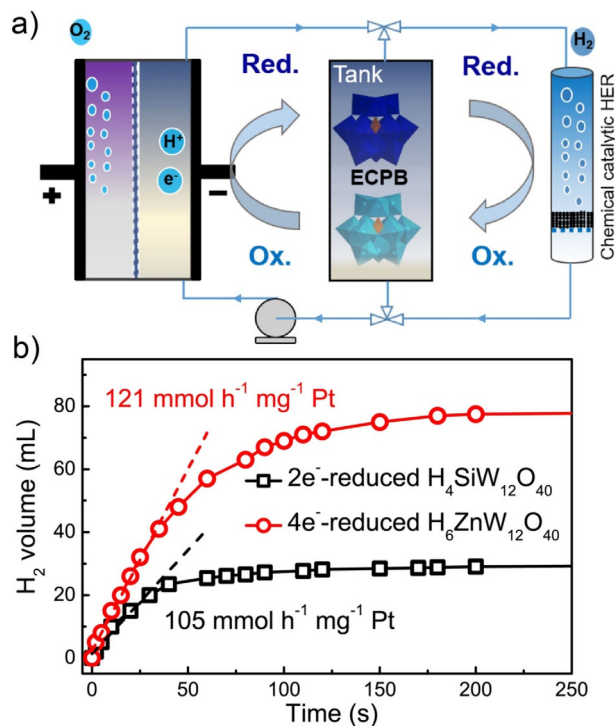 a)
O₂
H₂
Red.
Tank
Red.
H⁺
e⁻
ECPB
+
−
Ox.
Ox.
Chemical catalytic HER
b)
H₂ volume (mL)
80
60
40
20
0
121 mmol h⁻¹ mg⁻¹ Pt
2e⁻-reduced H₄SiW₁₂O₄₀
4e⁻-reduced H₆ZnW₁₂O₄₀
105 mmol h⁻¹ mg⁻¹ Pt
0 50 100 150 200 250
Time (s)